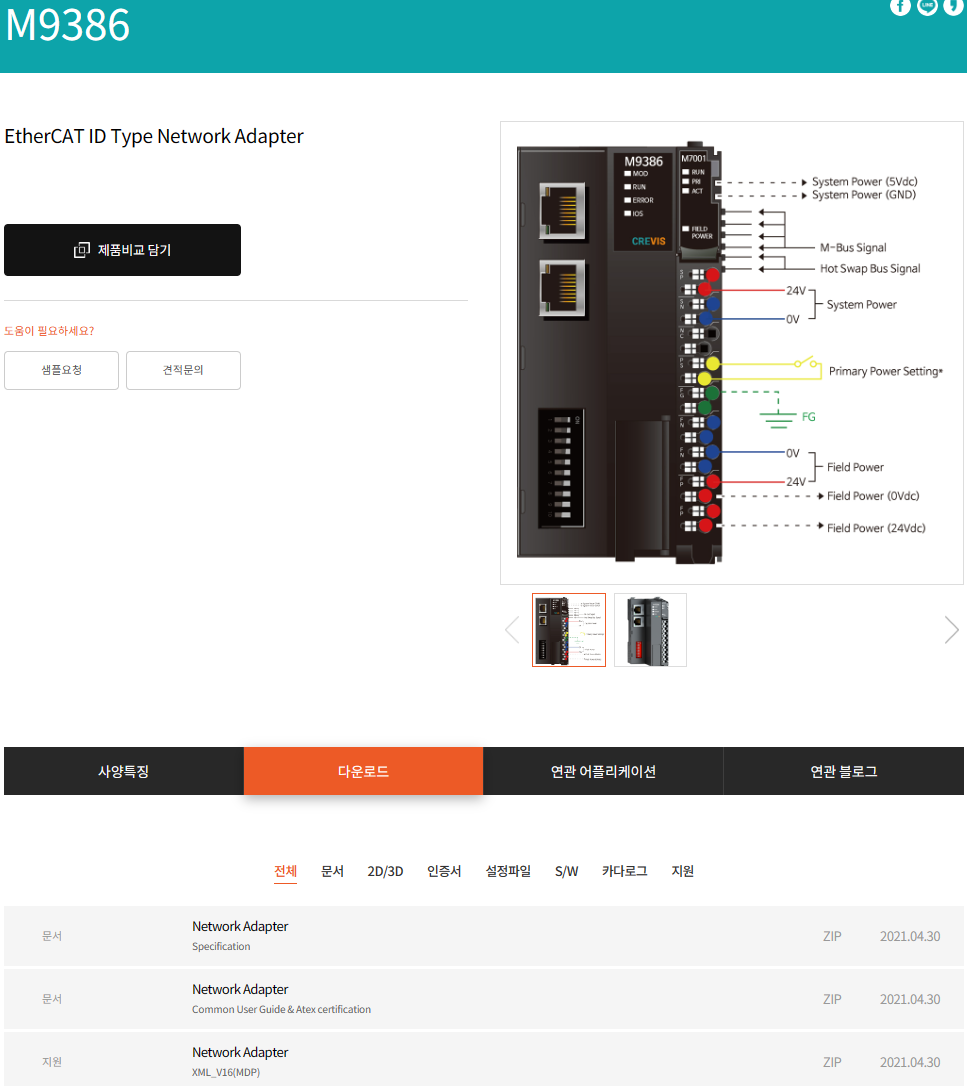 M9386
LINE
EtherCAT ID Type Network Adapter
제품비교 담기
도움이 필요하세요?
샘플요청
견적문의
M9386
MOD
RUN
ERROR
IOS
CREVIS
M7001
RUN
PRI
ACT
FIELD
POWER
System Power (5Vdc)
System Power (GND)
M-Bus Signal
Hot Swap Bus Signal
24V
System Power
0V
Primary Power Setting*
FG
0V
Field Power
24V
Field Power (0Vdc)
Field Power (24Vdc)
사양특징
다운로드
연관 어플리케이션
연관 블로그
전체 문서 2D/3D 인증서 설정파일 S/W 카다로그 지원
문서 Network Adapter ZIP 2021.04.30
Specification
문서 Network Adapter ZIP 2021.04.30
Common User Guide & Atex certification
지원 Network Adapter ZIP 2021.04.30
XML_V16(MDP)